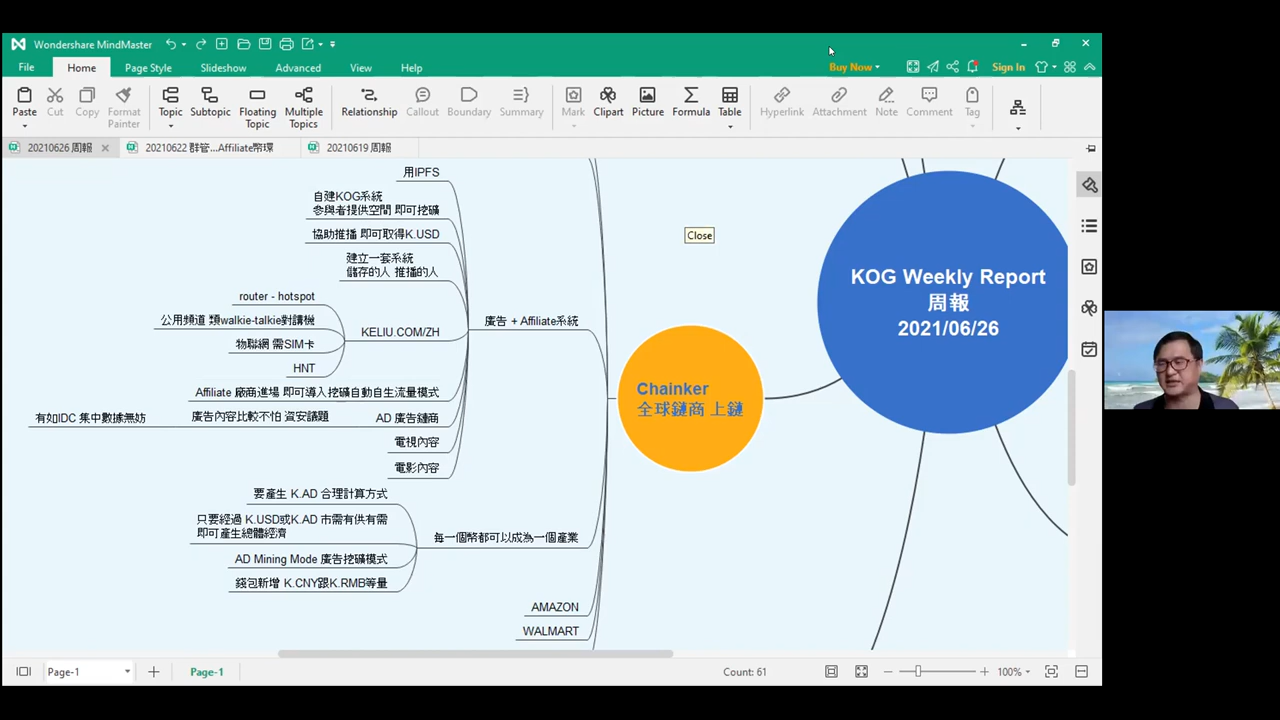 Wondershare MindMaster
File
Home
Page Style
Slideshow
Advanced
View
Help
Buy Now
Sign In
Paste
Cut
Copy
Format Painter
Topic
Subtopic
Floating Topic
Multiple Topics
Relationship
Callout
Boundary
Summary
Mark
Clipart
Picture
Formula
Table
Hyperlink
Attachment
Note
Comment
Tag
20210626 周報
20210622 群管...Affiliate幣環
20210619 周報
用IPFS
自建KOG系統
參與者提供空間 即可挖礦
協助推播 即可取得K.USD
建立一套系統
儲存的人 推播的人
router - hotspot
公用頻道 類walkie-talkie對講機
物聯網 需SIM卡
HNT
KELIU.COM/ZH
廣告 + Affiliate系統
Affiliate 廠商進場 即可導入 挖礦自動自生流量模式
有如IDC 集中數據無妨
廣告內容比較不怕 資安議題
AD 廣告鏈商
電視內容
電影內容
要產生 K.AD 合理計算方式
只要經過 K.USD或K.AD 市需有供有需
即可產生總體經濟
AD Mining Mode 廣告挖礦模式
錢包新增 K.CNY跟K.RMB等量
每一個幣都可以成為一個產業
AMAZON
WALMART
Close
Chainker
全球鏈商 上鏈
KOG Weekly Report
周報
2021/06/26
Page-1
Page-1
Count: 61
100%